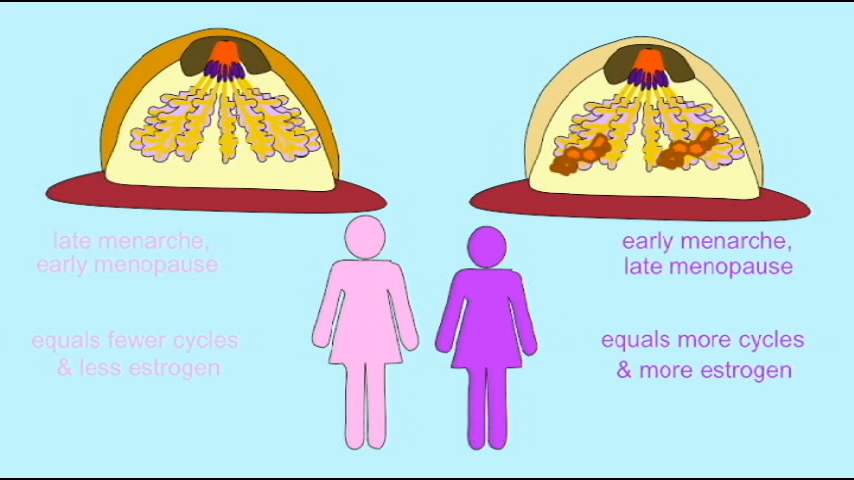 late menarche,
early menopause
equals fewer cycles
& less estrogen
early menarche,
late menopause
equals more cycles
& more estrogen